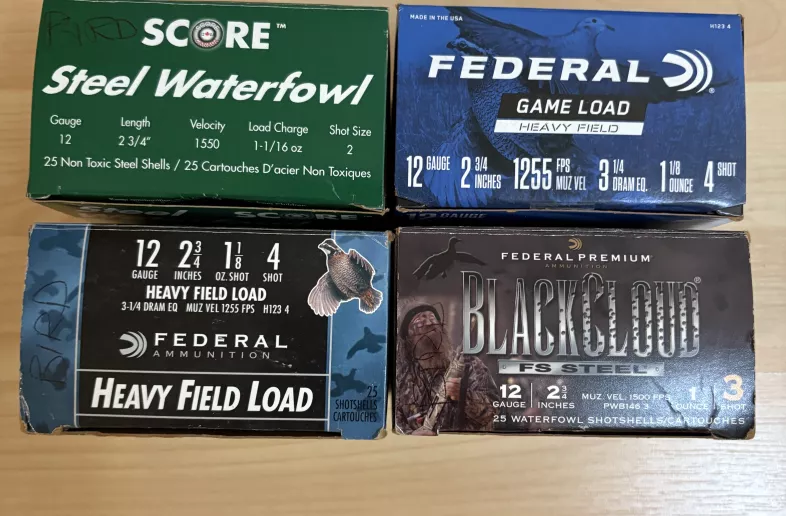 BIRD
SCORE™
Steel Waterfowl
Gauge Length Velocity Load Charge Shot Size
12 2 3/4" 1550 1-1/16 oz 2
25 Non Toxic Steel Shells / 25 Cartouches D'acier Non Toxiques
MADE IN THE USA
H123 4
FEDERAL®
GAME LOAD
HEAVY FIELD
12 GAUGE 2 3/4 INCHES 1255 FPS MUZ VEL 3 1/4 DRAM EQ. 1 1/8 OUNCE 4 SHOT
Steel SCORE
12 GAUGE
12 2 3/4 1 1/8 4
GAUGE INCHES OZ. SHOT SHOT
HEAVY FIELD LOAD
3-1/4 DRAM EQ MUZ VEL 1255 FPS H123 4
BIRD
FEDERAL
AMMUNITION
HEAVY FIELD LOAD
25
SHOTSHELLS
CARTOUCHES
FEDERAL PREMIUM®
AMMUNITION
BLACKCLOUD®
FS STEEL
12 GAUGE 2 3/4 INCHES MUZ. VEL. 1500 FPS 1 OUNCE 3 SHOT
PWB146 3
25 WATERFOWL SHOTSHELLS/CARTOUCHES